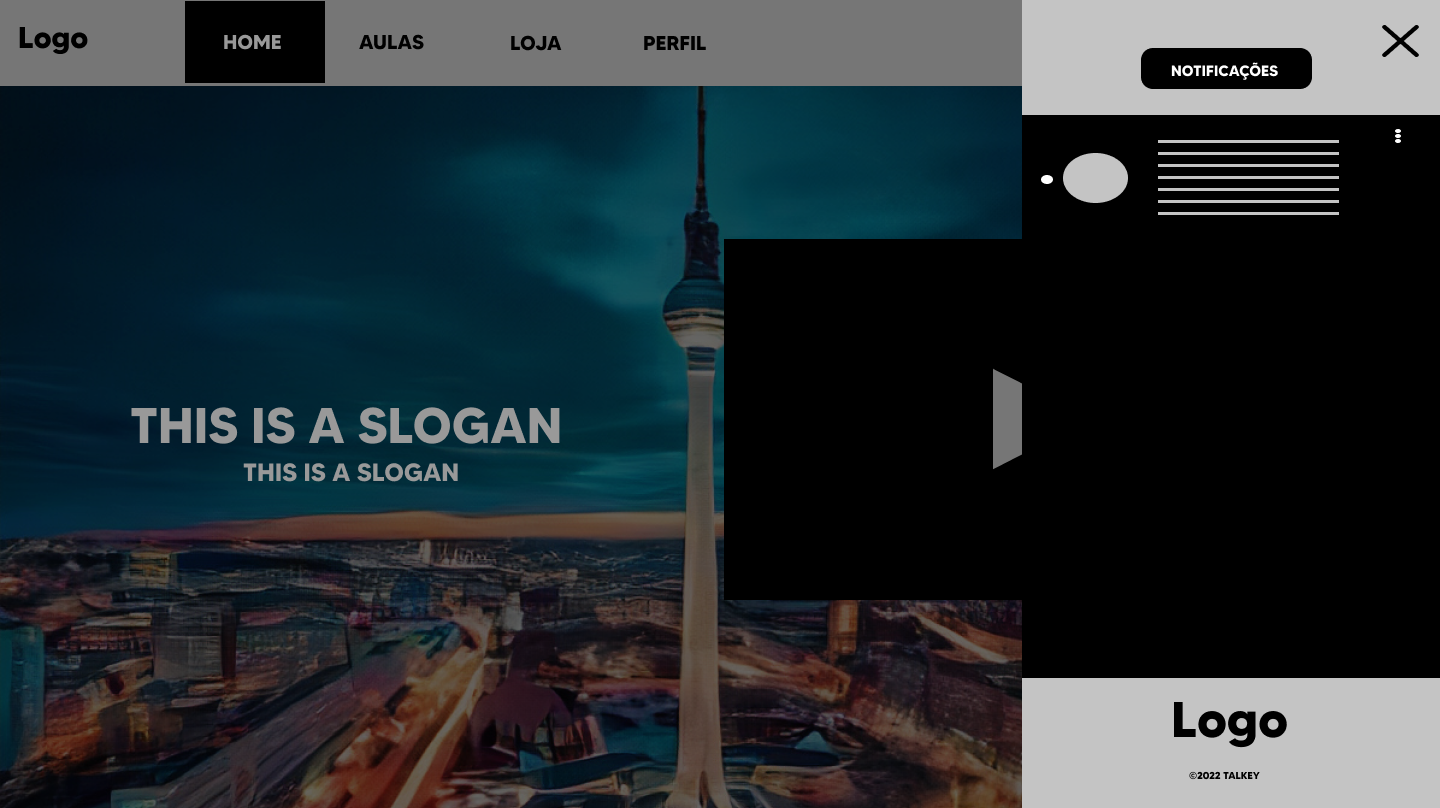 Logo
HOME
AULAS
LOJA
PERFIL
NOTIFICAÇÕES
THIS IS A SLOGAN
THIS IS A SLOGAN
Logo
©2022 TALKEY